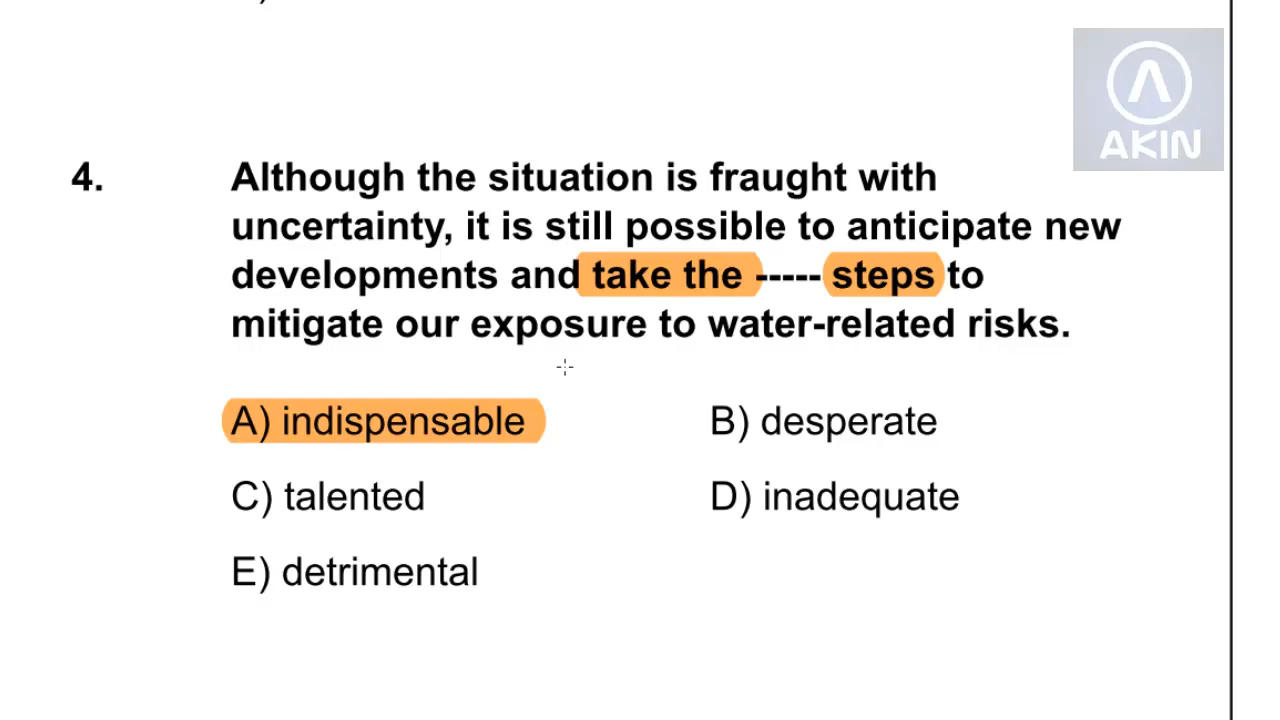 AKIN
4. Although the situation is fraught with
uncertainty, it is still possible to anticipate new
developments and take the ----- steps to
mitigate our exposure to water-related risks.
A) indispensable B) desperate
C) talented D) inadequate
E) detrimental